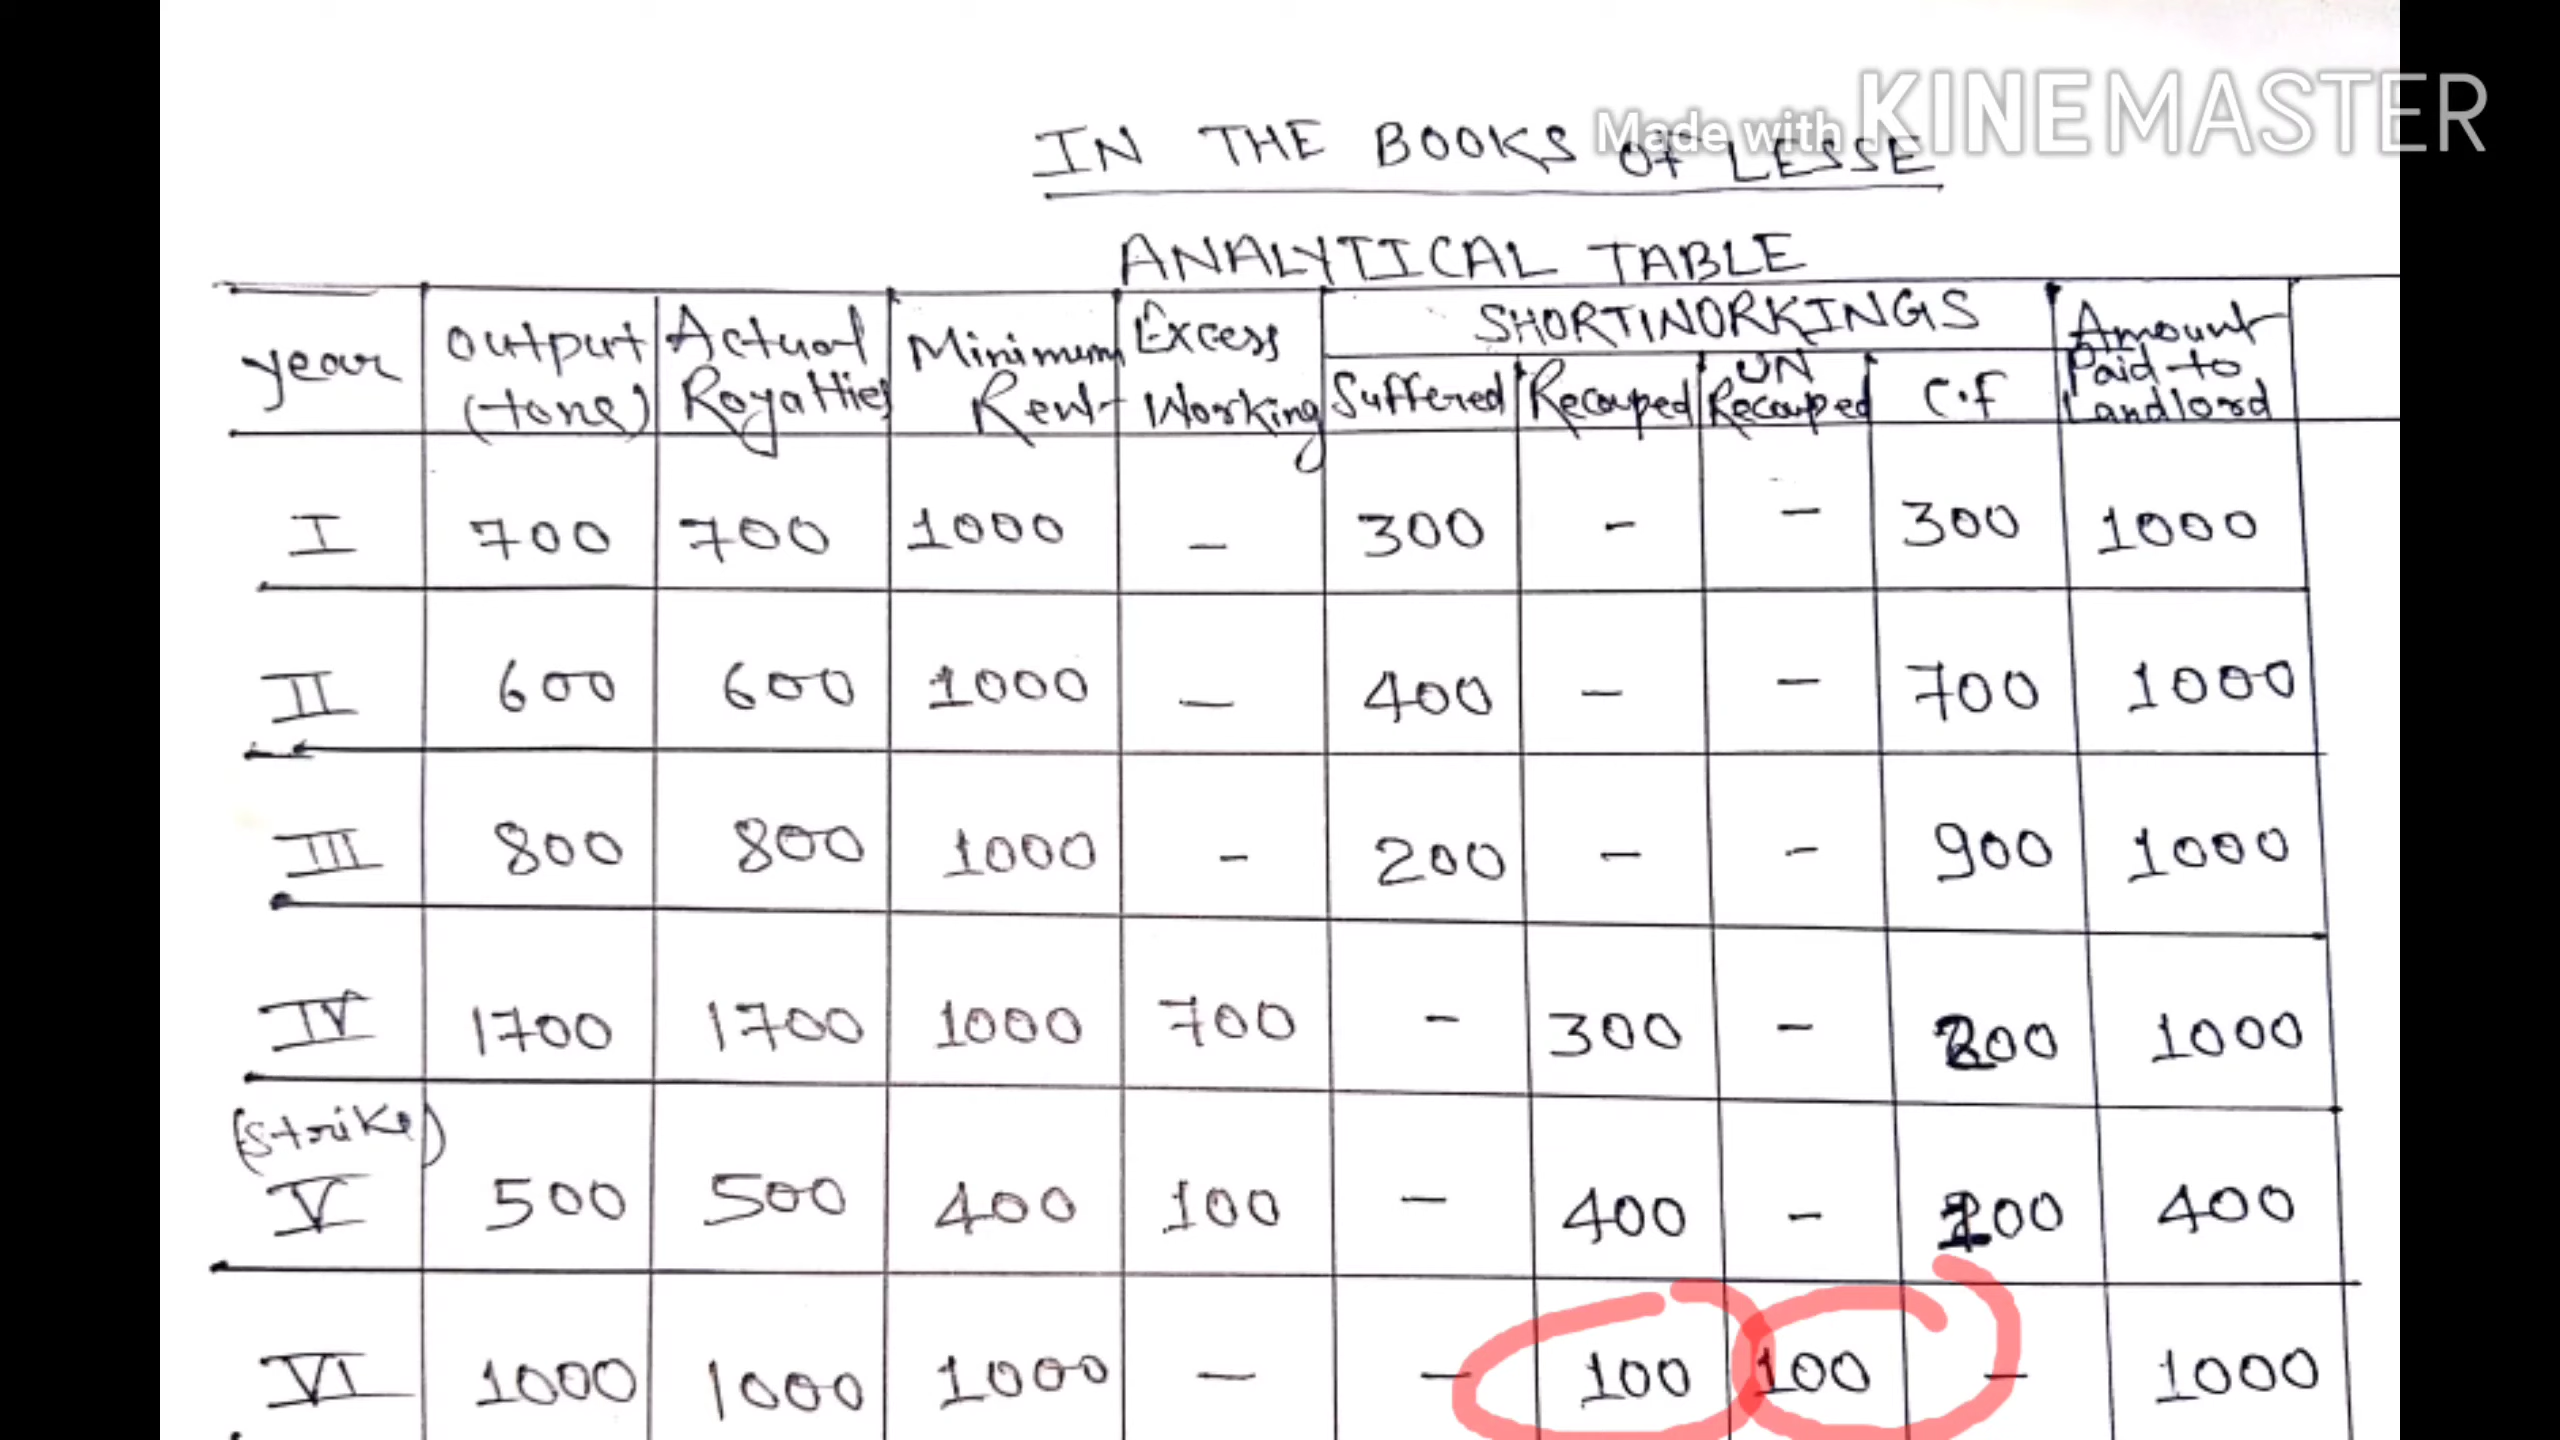 Made with KINEMASTER
IN THE BOOKS OF LESSE
ANALYTICAL TABLE
year Output (tons) Actual Royalties Minimum Rent Excess Working SHORTWORKINGS Amount Paid to Landlord
Suffered Recouped UN Recouped C.F
I 700 700 1000 - 300 - - 300 1000
II 600 600 1000 - 400 - - 700 1000
III 800 800 1000 - 200 - - 900 1000
IV 1700 1700 1000 700 - 300 - 200 1000
(Strike)
V 500 500 400 100 - 400 - 100 400
VI 1000 1000 1000 - - 100 100 - 1000